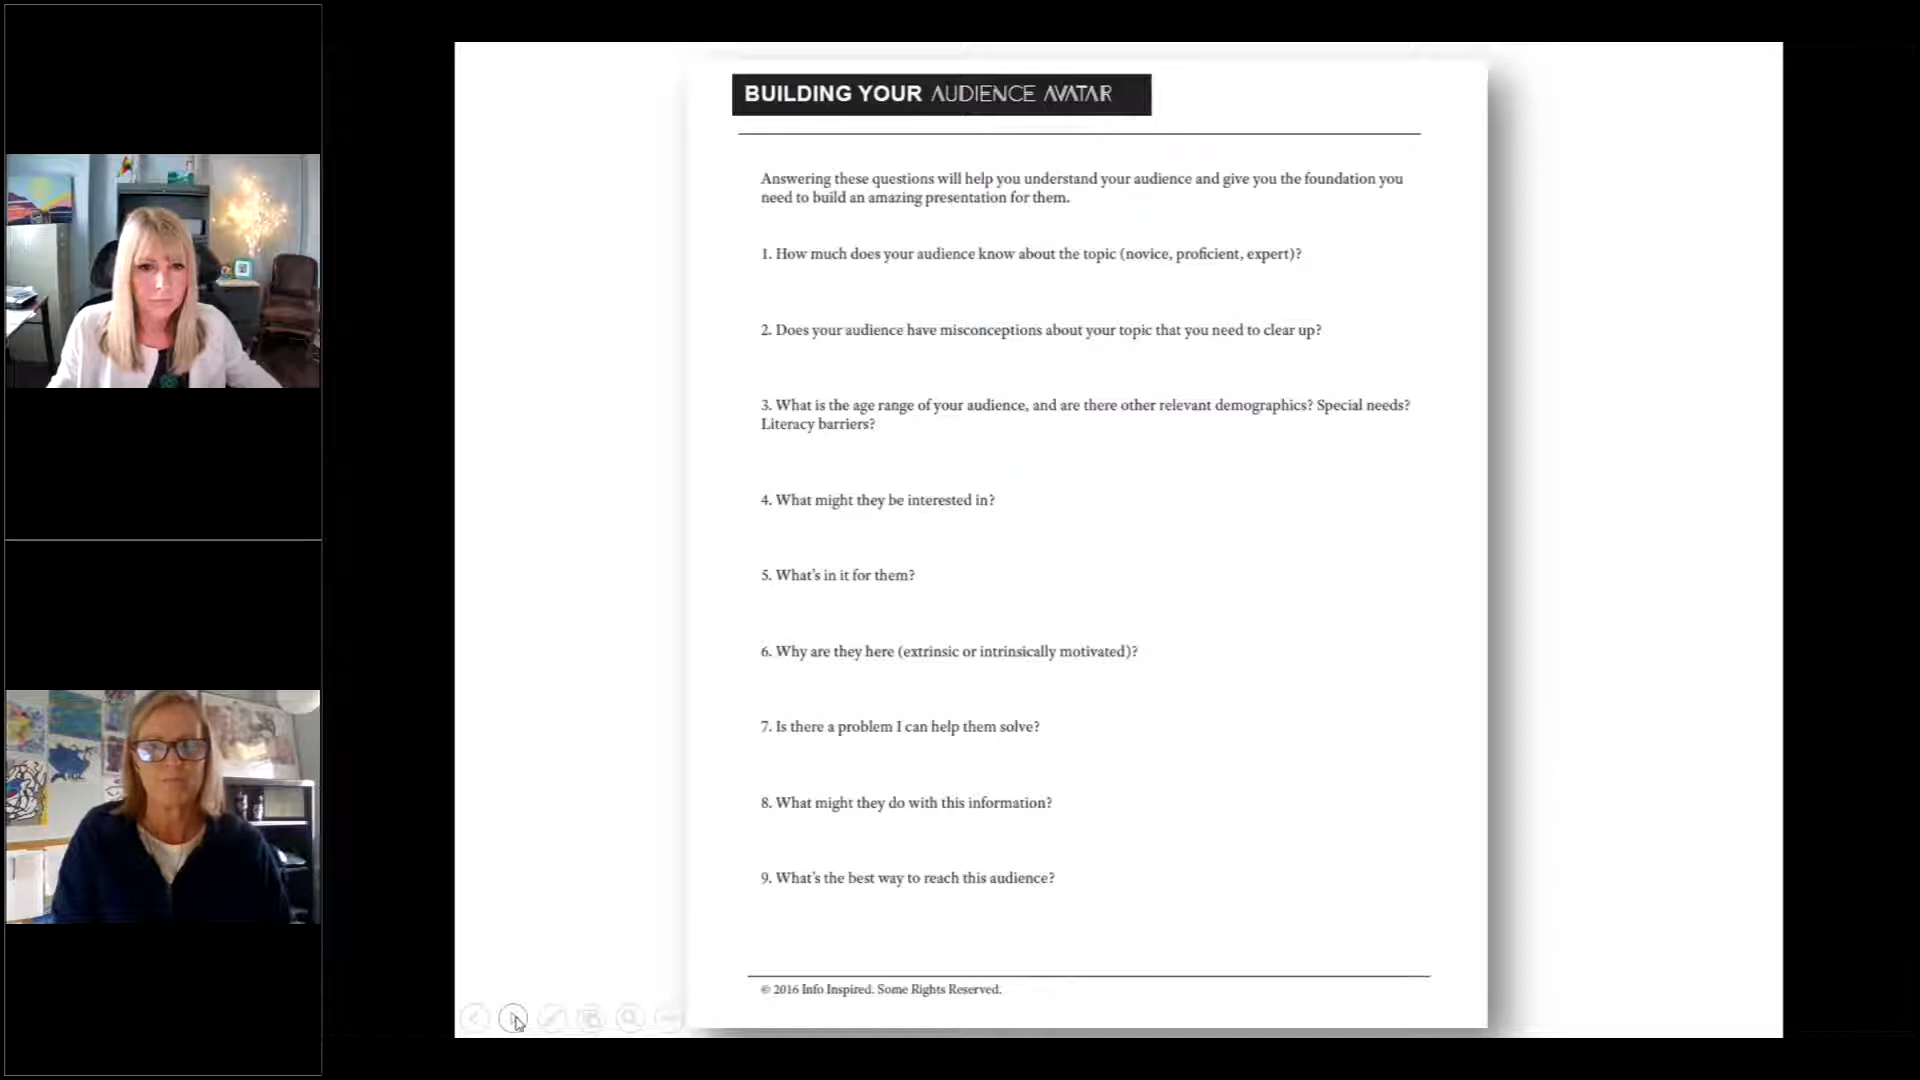 BUILDING YOUR AUDIENCE AVATAR
Answering these questions will help you understand your audience and give you the foundation you
need to build an amazing presentation for them.
1. How much does your audience know about the topic (novice, proficient, expert)?
2. Does your audience have misconceptions about your topic that you need to clear up?
3. What is the age range of your audience, and are there other relevant demographics? Special needs?
Literacy barriers?
4. What might they be interested in?
5. What's in it for them?
6. Why are they here (extrinsic or intrinsically motivated)?
7. Is there a problem I can help them solve?
8. What might they do with this information?
9. What's the best way to reach this audience?
© 2016 Info Inspired. Some Rights Reserved.